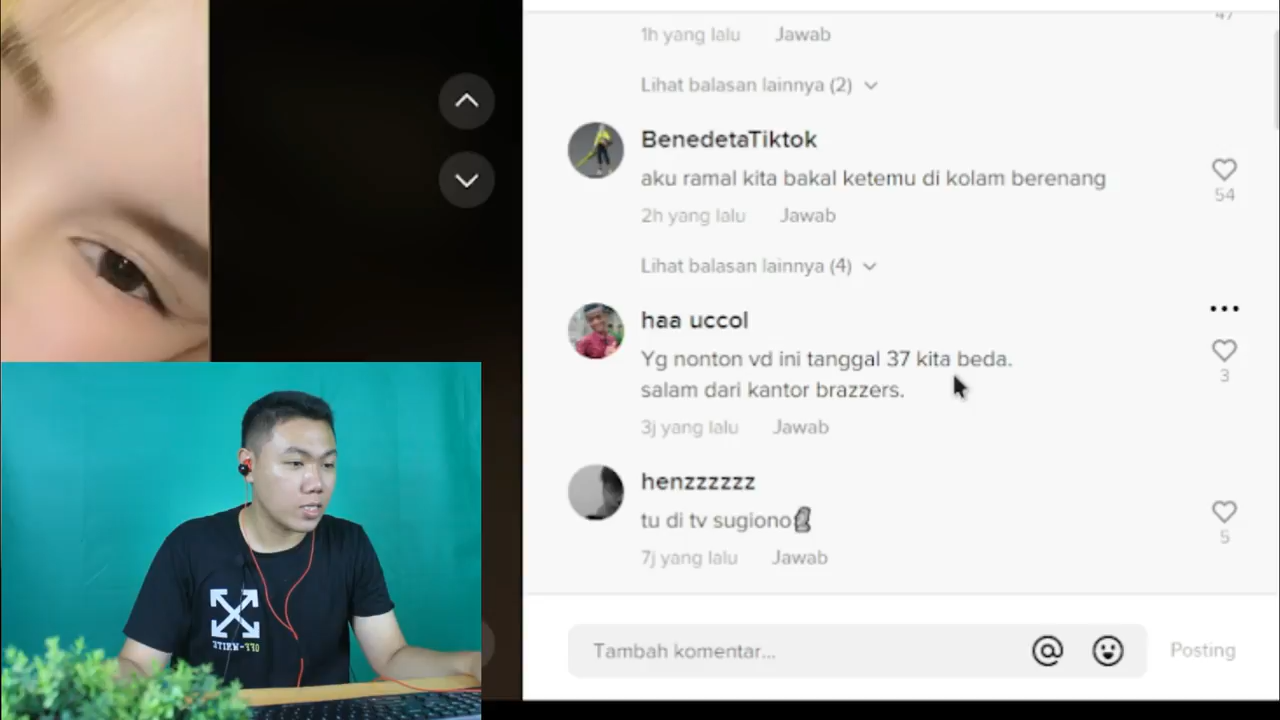 47
1h yang lalu Jawab
Lihat balasan lainnya (2)
BenedetaTiktok
aku ramal kita bakal ketemu di kolam berenang
54
2h yang lalu Jawab
Lihat balasan lainnya (4)
haa uccol
Yg nonton vd ini tanggal 37 kita beda.
salam dari kantor brazzers.
3
3j yang lalu Jawab
henzzzzzz
tu di tv sugiono🗿
5
7j yang lalu Jawab
Tambah komentar...
Posting
OFF-WHITE